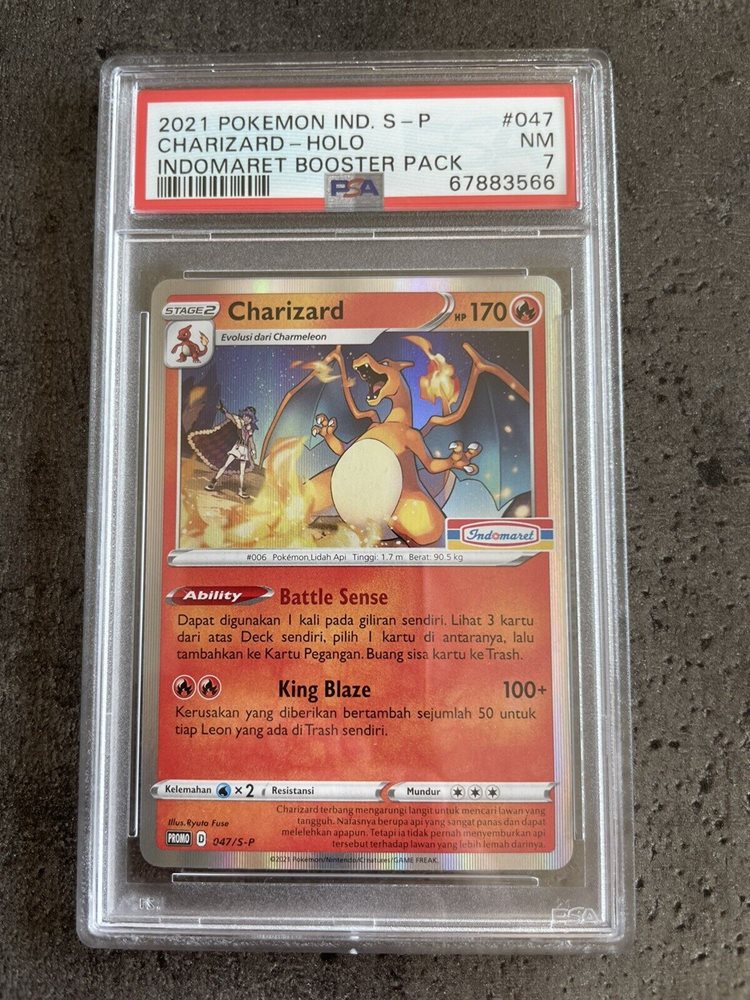 2021 POKEMON IND. S-P #047
CHARIZARD-HOLO NM
INDOMARET BOOSTER PACK 7
PSA 67883566
STAGE2 Charizard HP 170
Evolusi dari Charmeleon
Indomaret
#006 Pokémon Lidah Api Tinggi: 1.7 m Berat: 90.5 kg
Ability Battle Sense
Dapat digunakan 1 kali pada giliran sendiri. Lihat 3 kartu
dari atas Deck sendiri, pilih 1 kartu di antaranya, lalu
tambahkan ke Kartu Pegangan. Buang sisa kartu ke Trash.
King Blaze 100+
Kerusakan yang diberikan bertambah sejumlah 50 untuk
tiap Leon yang ada di Trash sendiri.
Kelemahan ×2 Resistansi Mundur
Illus. Ryuta Fuse
Charizard terbang mengarungi langit untuk mencari lawan yang
tangguh. Nafasnya berupa api yang sangat panas dan dapat
melelehkan apapun. Tetapi ia tidak pernah menyemburkan api
tersebut terhadap lawan yang lebih lemah darinya.
PROMO D 047/S-P
©2021 Pokémon/Nintendo/Creatures/GAME FREAK.
PSA